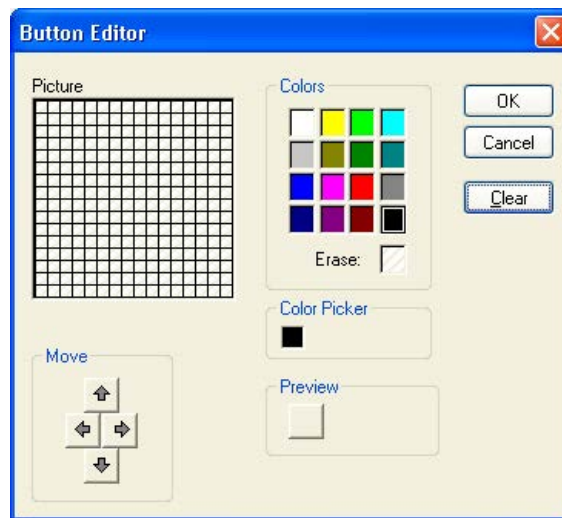 Button Editor
Picture
Colors
OK
Cancel
Clear
Erase:
Color Picker
Move
Preview